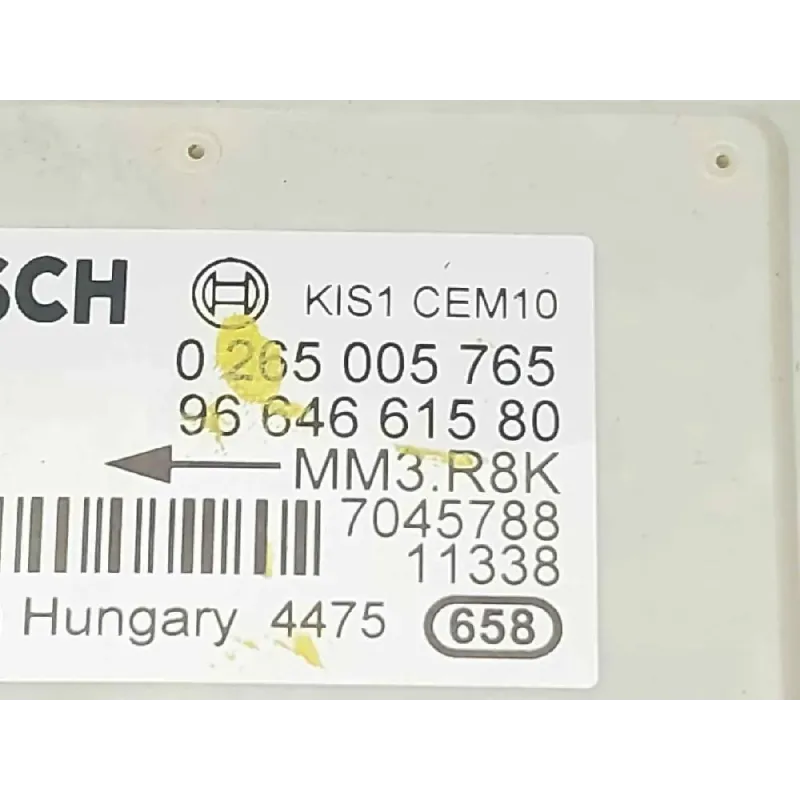 SCH KIS1 CEM10
0 265 005 765
96 646 615 80
MM3.R8K
7045788
11338
Hungary 4475 658